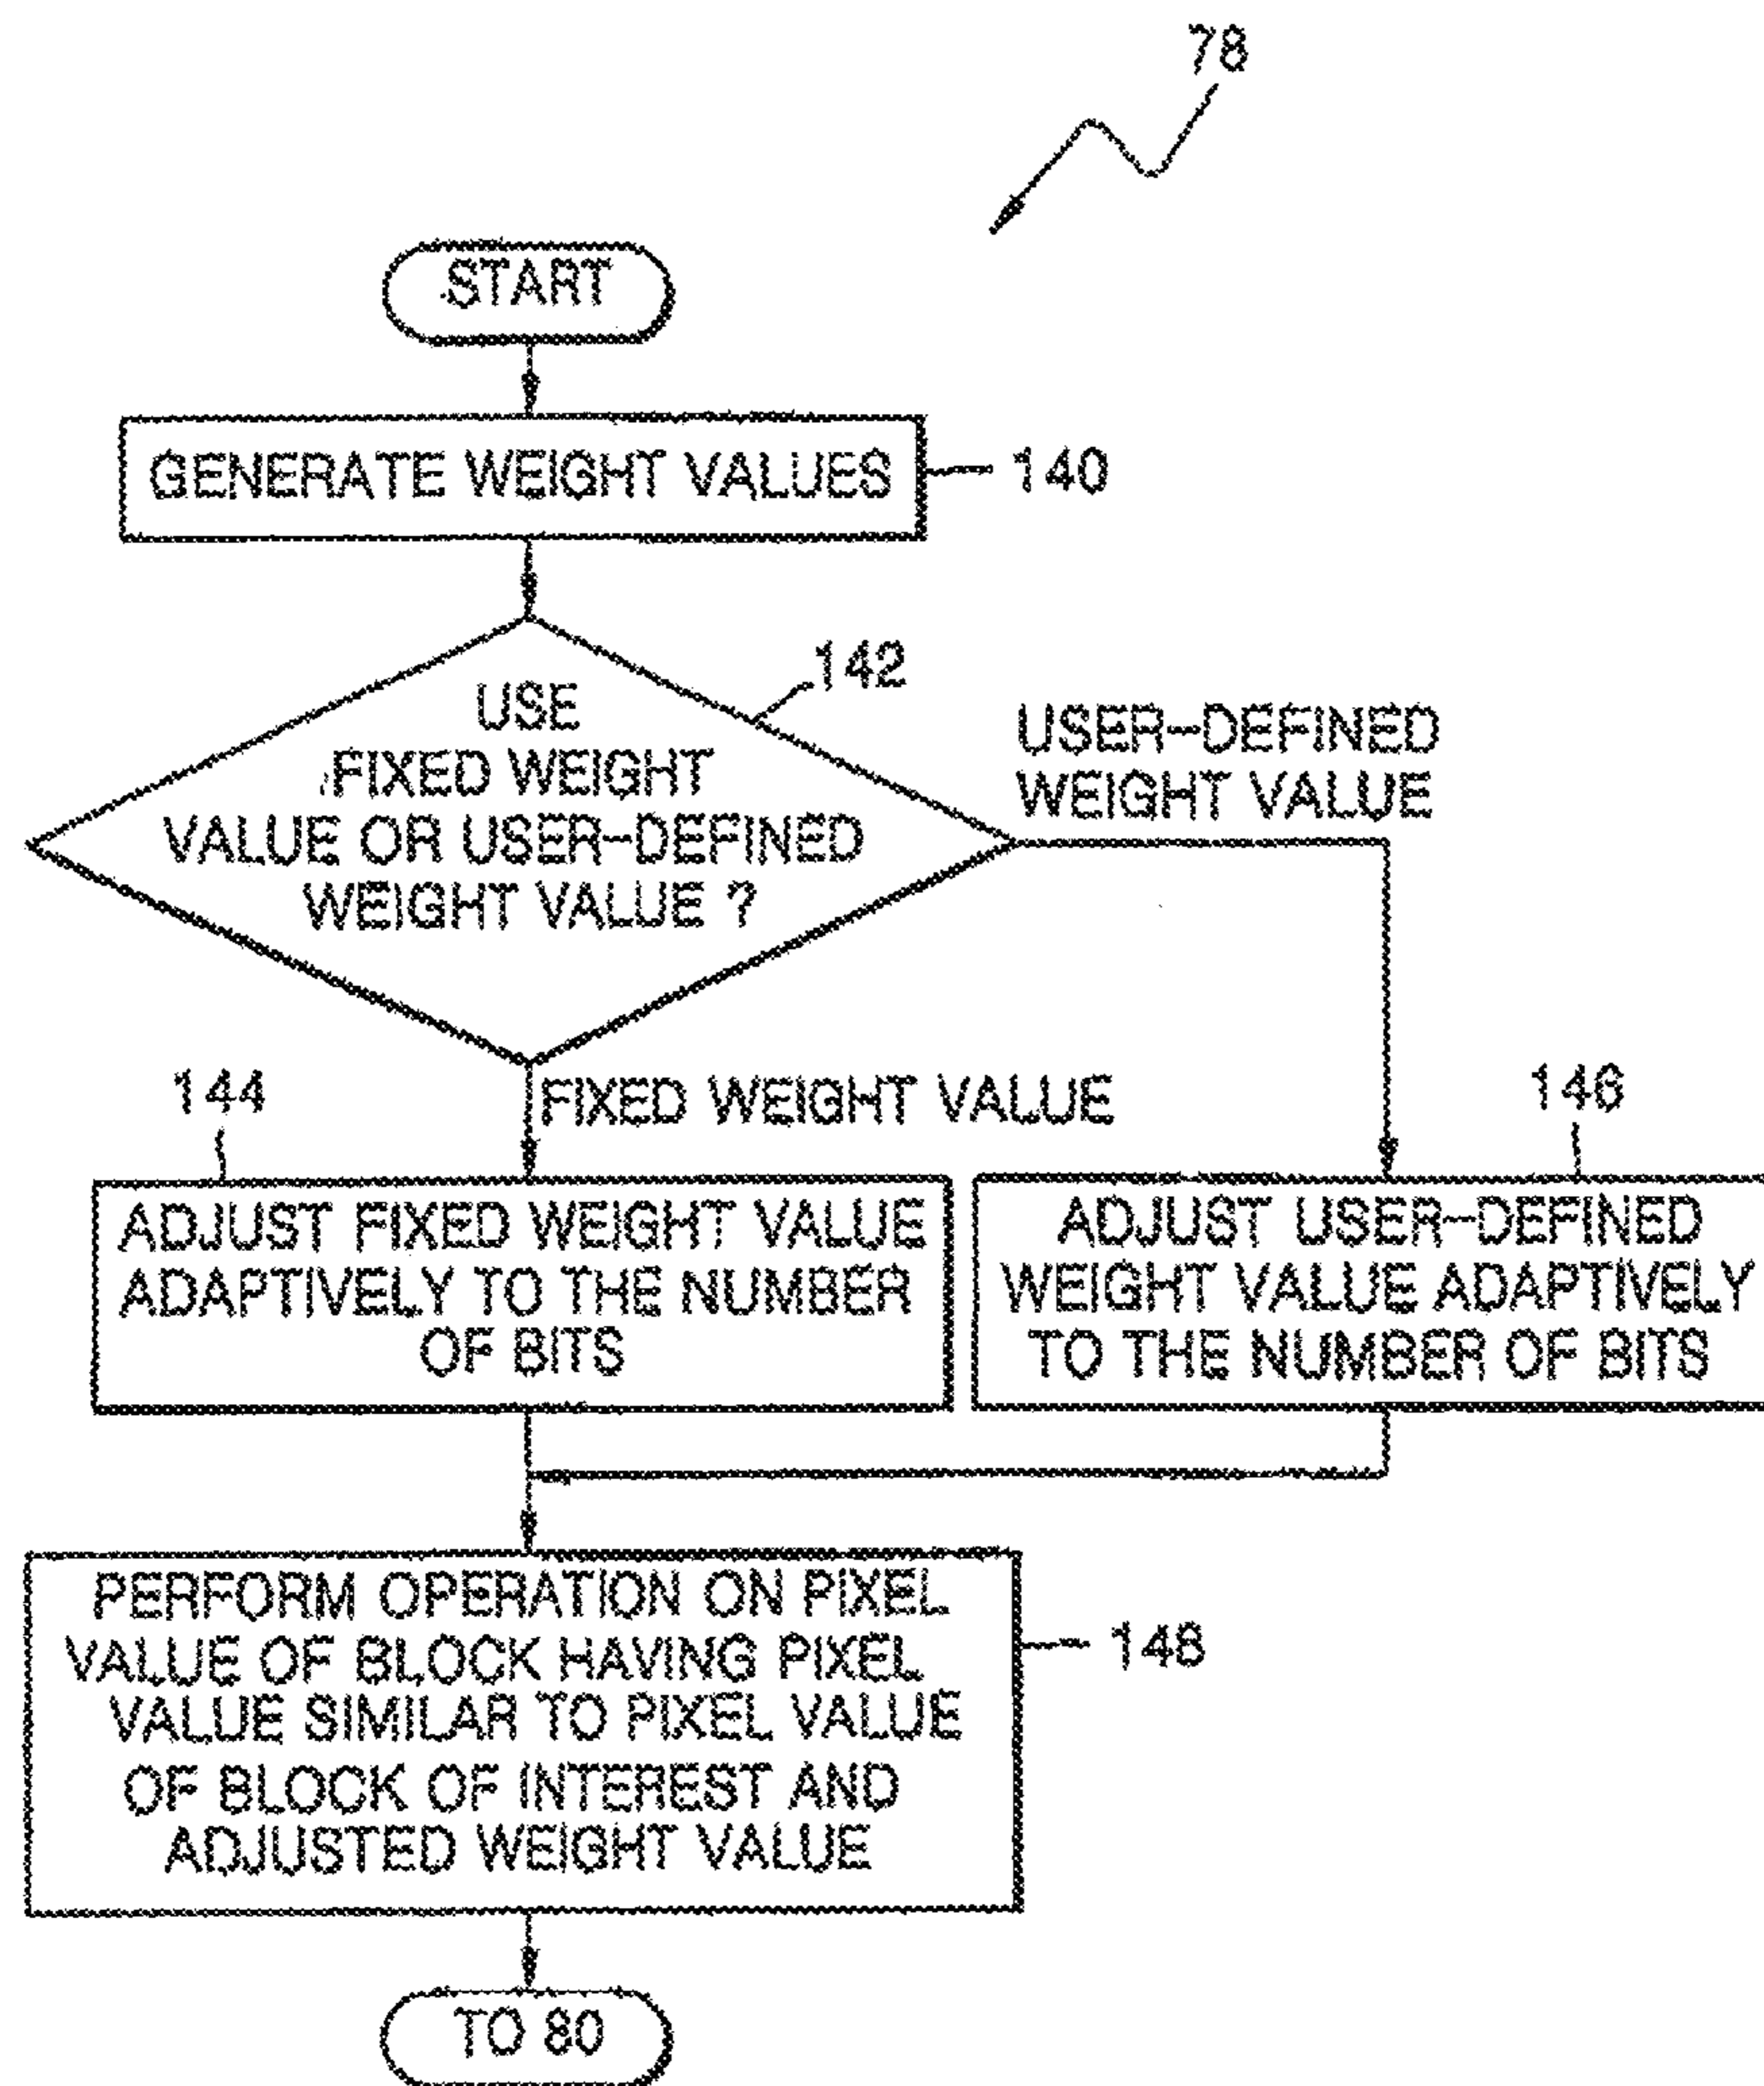 78
START
GENERATE WEIGHT VALUES
140
142
USE
FIXED WEIGHT
VALUE OR USER-DEFINED
WEIGHT VALUE ?
USER-DEFINED
WEIGHT VALUE
FIXED WEIGHT VALUE
144
ADJUST FIXED WEIGHT VALUE
ADAPTIVELY TO THE NUMBER
OF BITS
146
ADJUST USER-DEFINED
WEIGHT VALUE ADAPTIVELY
TO THE NUMBER OF BITS
PERFORM OPERATION ON PIXEL
VALUE OF BLOCK HAVING PIXEL
VALUE SIMILAR TO PIXEL VALUE
OF BLOCK OF INTEREST AND
ADJUSTED WEIGHT VALUE
148
TO 80